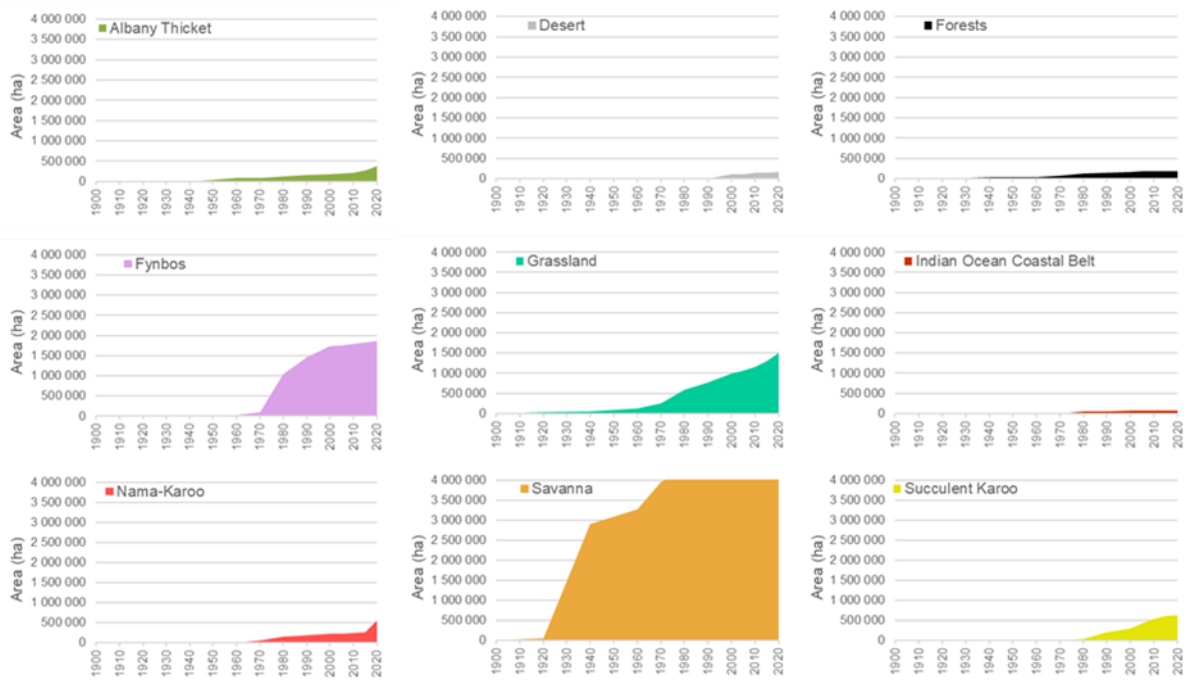 Albany Thicket
Area (ha)
4 000 000
3 500 000
3 000 000
2 500 000
2 000 000
1 500 000
1 000 000
500 000
0
1900
1910
1920
1930
1940
1950
1960
1970
1980
1990
2000
2010
2020
Desert
Area (ha)
4 000 000
3 500 000
3 000 000
2 500 000
2 000 000
1 500 000
1 000 000
500 000
0
1900
1910
1920
1930
1940
1950
1960
1970
1980
1990
2000
2010
2020
Forests
Area (ha)
4 000 000
3 500 000
3 000 000
2 500 000
2 000 000
1 500 000
1 000 000
500 000
0
1900
1910
1920
1930
1940
1950
1960
1970
1980
1990
2000
2010
2020
Fynbos
Area (ha)
4 000 000
3 500 000
3 000 000
2 500 000
2 000 000
1 500 000
1 000 000
500 000
0
1900
1910
1920
1930
1940
1950
1960
1970
1980
1990
2000
2010
2020
Grassland
Area (ha)
4 000 000
3 500 000
3 000 000
2 500 000
2 000 000
1 500 000
1 000 000
500 000
0
1900
1910
1920
1930
1940
1950
1960
1970
1980
1990
2000
2010
2020
Indian Ocean Coastal Belt
Area (ha)
4 000 000
3 500 000
3 000 000
2 500 000
2 000 000
1 500 000
1 000 000
500 000
0
1900
1910
1920
1930
1940
1950
1960
1970
1980
1990
2000
2010
2020
Nama-Karoo
Area (ha)
4 000 000
3 500 000
3 000 000
2 500 000
2 000 000
1 500 000
1 000 000
500 000
0
1900
1910
1920
1930
1940
1950
1960
1970
1980
1990
2000
2010
2020
Savanna
Area (ha)
4 000 000
3 500 000
3 000 000
2 500 000
2 000 000
1 500 000
1 000 000
500 000
0
1900
1910
1920
1930
1940
1950
1960
1970
1980
1990
2000
2010
2020
Succulent Karoo
Area (ha)
4 000 000
3 500 000
3 000 000
2 500 000
2 000 000
1 500 000
1 000 000
500 000
0
1900
1910
1920
1930
1940
1950
1960
1970
1980
1990
2000
2010
2020